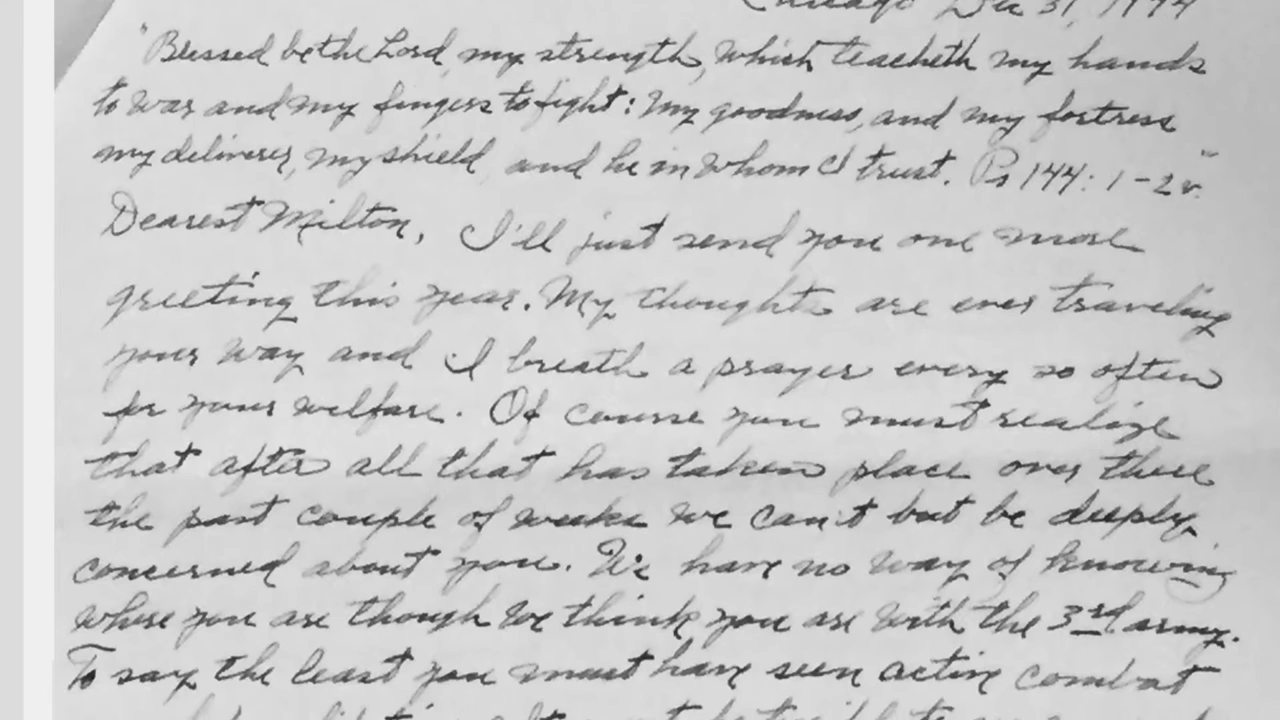 Chicago Dec 31, 1944
"Blessed be the Lord, my strength, which teacheth my hands
to war and my fingers to fight: My goodness, and my fortress
my deliverer, my shield, and he in whom I trust. Ps 144: 1-2v."
Dearest Milton, I'll just send you one more
greeting this year. My thoughts are ever traveling
your way and I breath a prayer every so often
for your welfare. Of course you must realize
that after all that has taken place over there
the past couple of weeks we can't but be deeply
concerned about you. We have no way of knowing
where you are though we think you are with the 3rd army.
To say the least you must have seen active combat